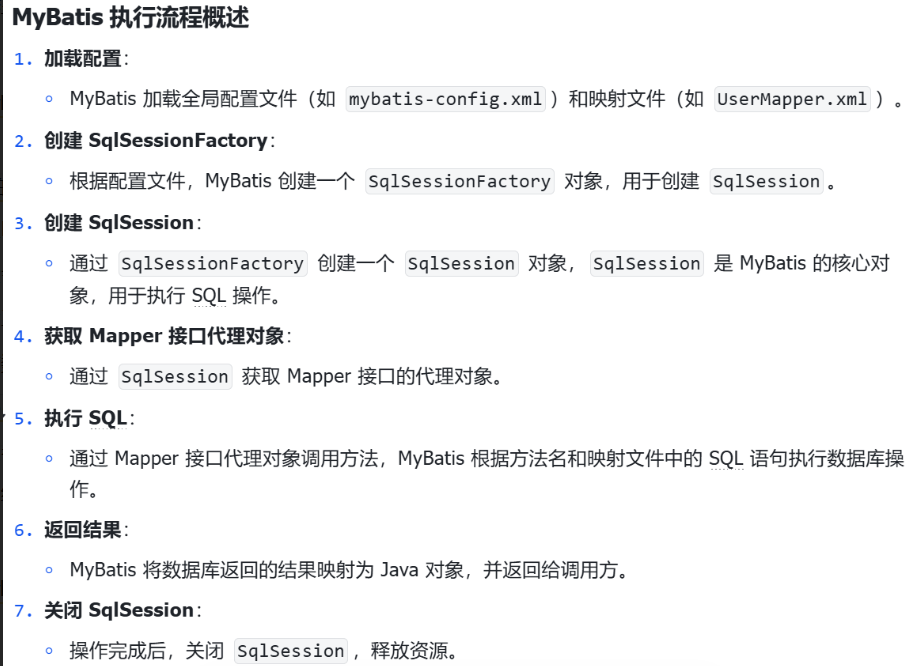 MyBatis 执行流程概述
1. 加载配置:
MyBatis 加载全局配置文件（如 mybatis-config.xml ）和映射文件（如 UserMapper.xml ）。
2. 创建 SqlSessionFactory:
根据配置文件，MyBatis 创建一个 SqlSessionFactory 对象，用于创建 SqlSession 。
3. 创建 SqlSession:
通过 SqlSessionFactory 创建一个 SqlSession 对象， SqlSession 是 MyBatis 的核心对
象，用于执行 SQL 操作。
4. 获取 Mapper 接口代理对象:
通过 SqlSession 获取 Mapper 接口的代理对象。
5. 执行 SQL:
通过 Mapper 接口代理对象调用方法，MyBatis 根据方法名和映射文件中的 SQL 语句执行数据库操
作。
6. 返回结果:
MyBatis 将数据库返回的结果映射为 Java 对象，并返回给调用方。
7. 关闭 SqlSession:
操作完成后，关闭 SqlSession ，释放资源。